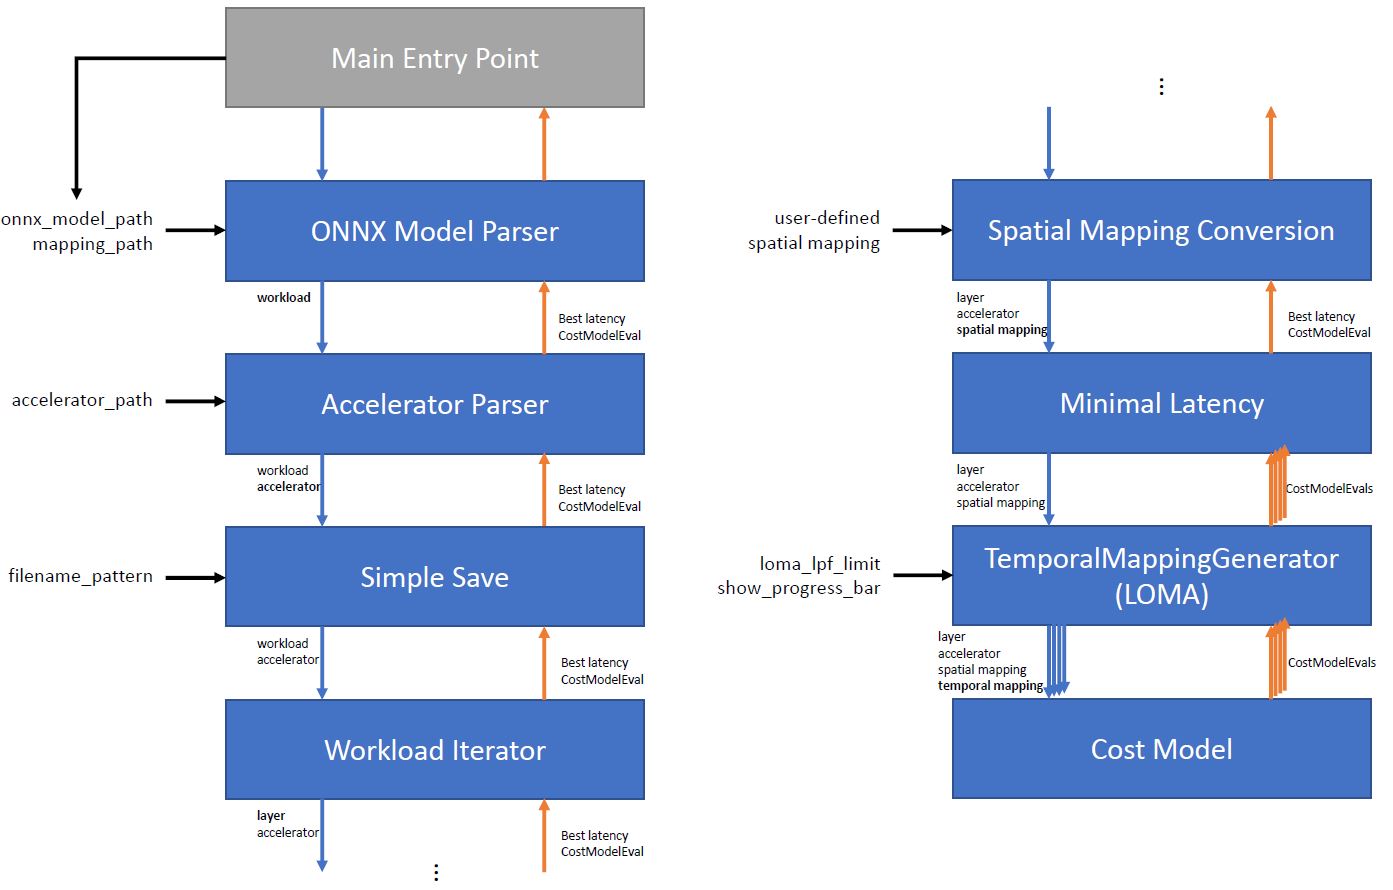 Main Entry Point
onnx_model_path
mapping_path
ONNX Model Parser
workload
Best latency
CostModelEval
accelerator_path
Accelerator Parser
workload
accelerator
Best latency
CostModelEval
filename_pattern
Simple Save
workload
accelerator
Best latency
CostModelEval
Workload Iterator
layer
accelerator
Best latency
CostModelEval
...
...
user-defined
spatial mapping
Spatial Mapping Conversion
layer
accelerator
spatial mapping
Best latency
CostModelEval
Minimal Latency
layer
accelerator
spatial mapping
CostModelEvals
loma_lpf_limit
show_progress_bar
TemporalMappingGenerator
(LOMA)
layer
accelerator
spatial mapping
temporal mapping
CostModelEvals
Cost Model